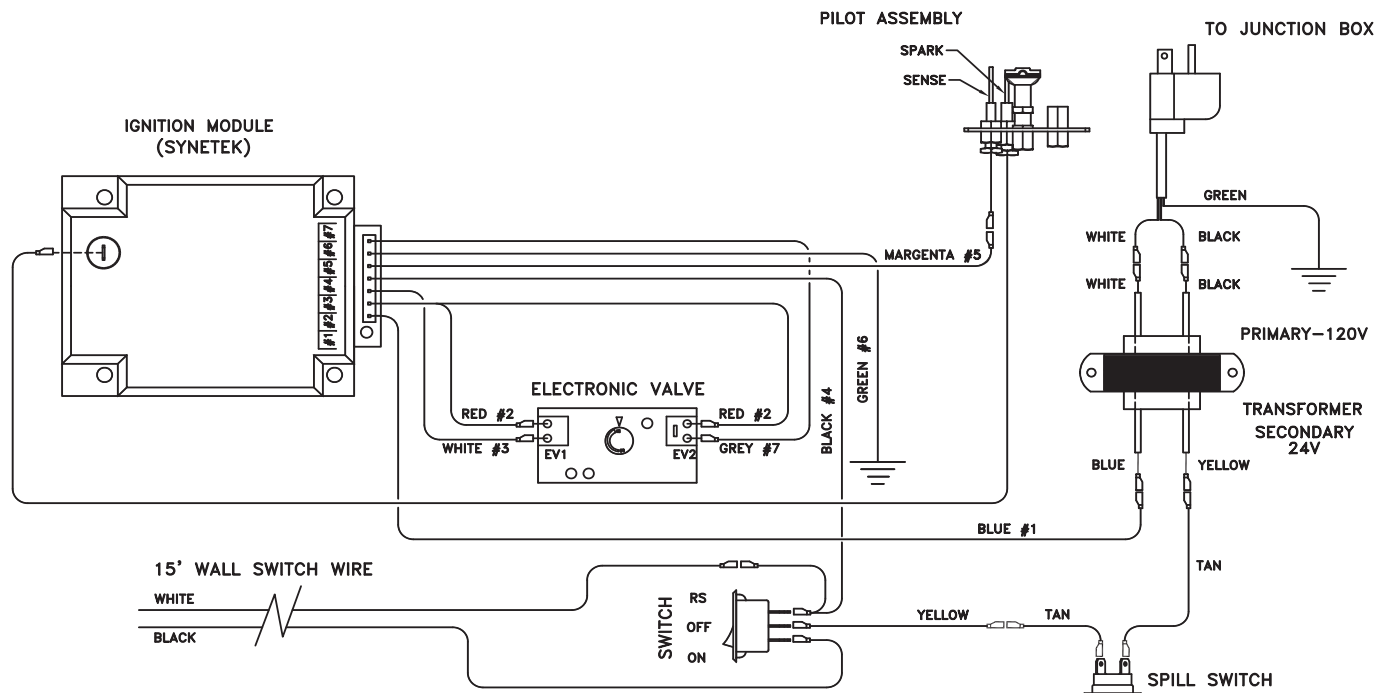 PILOT ASSEMBLY
TO JUNCTION BOX
SPARK
SENSE
IGNITION MODULE
(SYNETEK)
GREEN
#1 #2 #3 #4 #5 #6 #7
WHITE
BLACK
MARGENTA #5
WHITE
BLACK
PRIMARY-120V
GREEN #6
BLACK #4
ELECTRONIC VALVE
TRANSFORMER
SECONDARY
24V
RED #2
RED #2
WHITE #3
EV1
EV2
GREY #7
BLUE
YELLOW
BLUE #1
15' WALL SWITCH WIRE
TAN
WHITE
BLACK
SWITCH
RS
OFF
ON
YELLOW
TAN
SPILL SWITCH